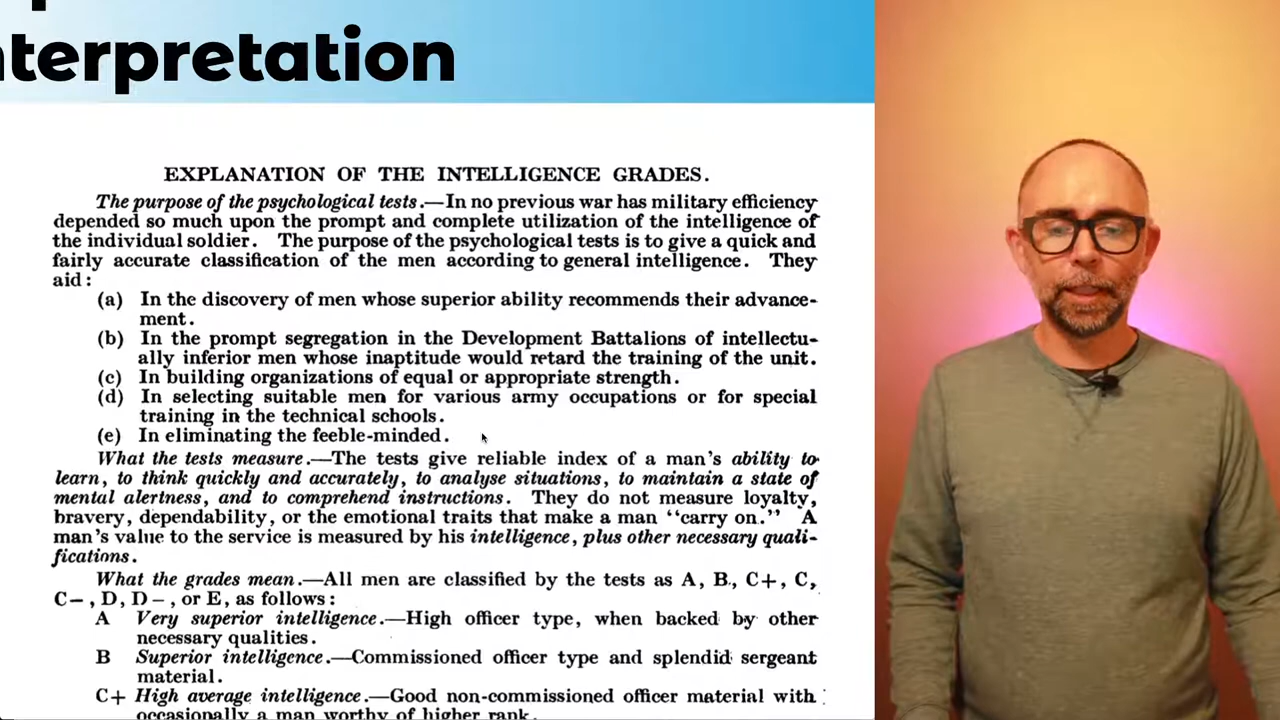 nterpretation
EXPLANATION OF THE INTELLIGENCE GRADES.
The purpose of the psychological tests.—In no previous war has military efficiency
depended so much upon the prompt and complete utilization of the intelligence of
the individual soldier. The purpose of the psychological tests is to give a quick and
fairly accurate classification of the men according to general intelligence. They
aid:
(a) In the discovery of men whose superior ability recommends their advance-
ment.
(b) In the prompt segregation in the Development Battalions of intellectu-
ally inferior men whose inaptitude would retard the training of the unit.
(c) In building organizations of equal or appropriate strength.
(d) In selecting suitable men for various army occupations or for special
training in the technical schools.
(e) In eliminating the feeble-minded.
What the tests measure.—The tests give reliable index of a man's ability to
learn, to think quickly and accurately, to analyse situations, to maintain a state of
mental alertness, and to comprehend instructions. They do not measure loyalty,
bravery, dependability, or the emotional traits that make a man “carry on.” A
man's value to the service is measured by his intelligence, plus other necessary quali-
fications.
What the grades mean.—All men are classified by the tests as A, B, C+, C,
C−, D, D−, or E, as follows:
A Very superior intelligence.—High officer type, when backed by other
necessary qualities.
B Superior intelligence.—Commissioned officer type and splendid sergeant
material.
C+ High average intelligence.—Good non-commissioned officer material with
occasionally a man worthy of higher rank.